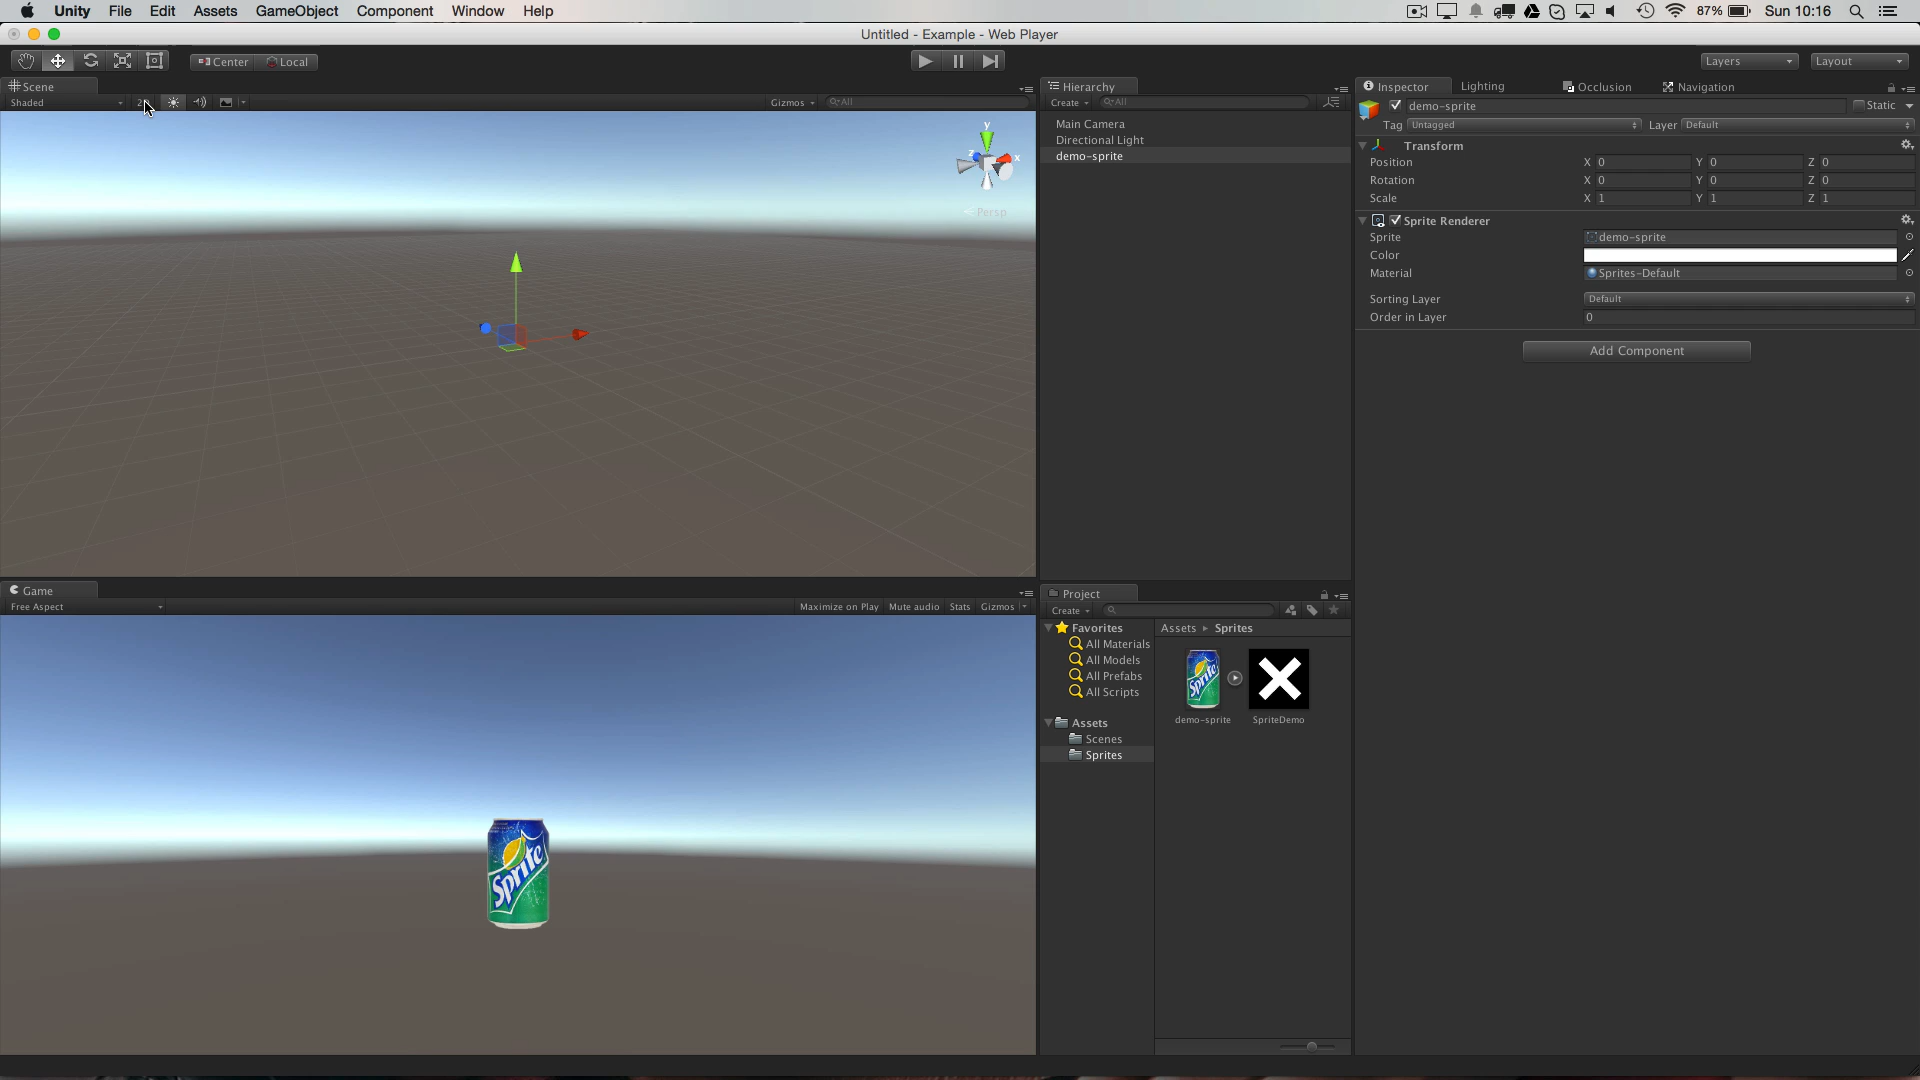 Unity File Edit Assets GameObject Component Window Help 87% Sun 10:16
Untitled - Example - Web Player
Center Local Layers Layout
Scene
Shaded Gizmos All
y
z x
Persp
Hierarchy
Create All
Main Camera
Directional Light
demo-sprite
Inspector Lighting Occlusion Navigation
demo-sprite Static
Tag Untagged Layer Default
Transform
Position X 0 Y 0 Z 0
Rotation X 0 Y 0 Z 0
Scale X 1 Y 1 Z 1
Sprite Renderer
Sprite demo-sprite
Color
Material Sprites-Default
Sorting Layer Default
Order in Layer 0
Add Component
Game
Free Aspect Maximize on Play Mute audio Stats Gizmos
Sprite
Project
Create
Favorites
All Materials
All Models
All Prefabs
All Scripts
Assets
Scenes
Sprites
Assets Sprites
Sprite
demo-sprite SpriteDemo